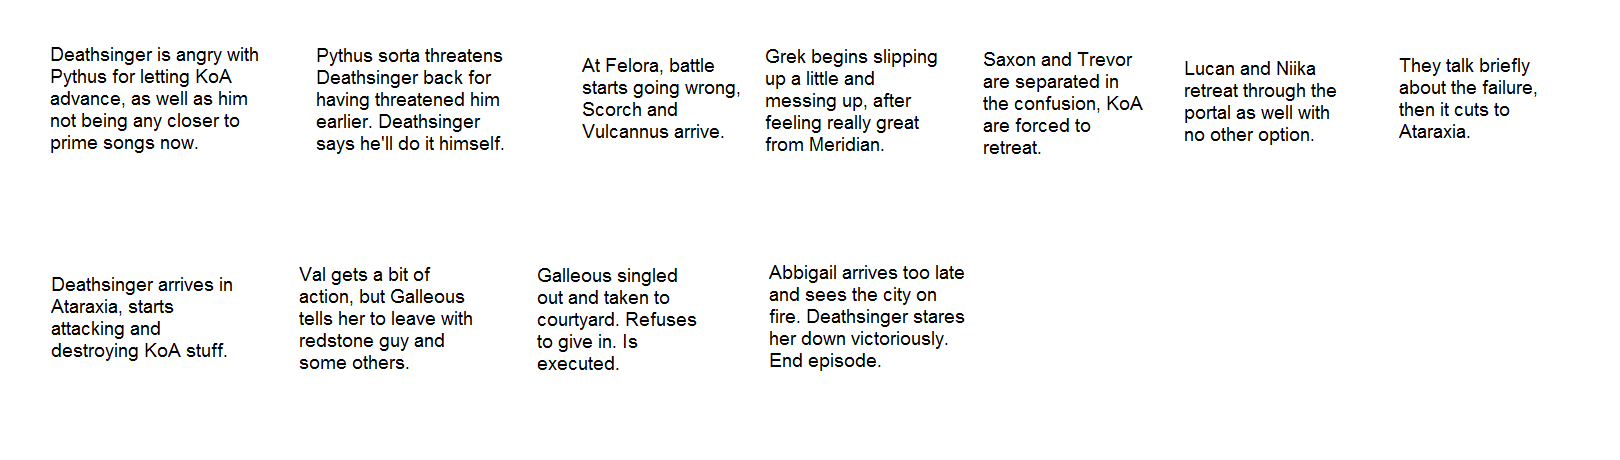 Deathsinger is angry with
Pythus for letting KoA
advance, as well as him
not being any closer to
prime songs now.
Pythus sorta threatens
Deathsinger back for
having threatened him
earlier. Deathsinger
says he'll do it himself.
At Felora, battle
starts going wrong,
Scorch and
Vulcannus arrive.
Grek begins slipping
up a little and
messing up, after
feeling really great
from Meridian.
Saxon and Trevor
are separated in
the confusion, KoA
are forced to
retreat.
Lucan and Niika
retreat through the
portal as well with
no other option.
They talk briefly
about the failure,
then it cuts to
Ataraxia.
Deathsinger arrives in
Ataraxia, starts
attacking and
destroying KoA stuff.
Val gets a bit of
action, but Galleous
tells her to leave with
redstone guy and
some others.
Galleous singled
out and taken to
courtyard. Refuses
to give in. Is
executed.
Abbigail arrives too late
and sees the city on
fire. Deathsinger stares
her down victoriously.
End episode.